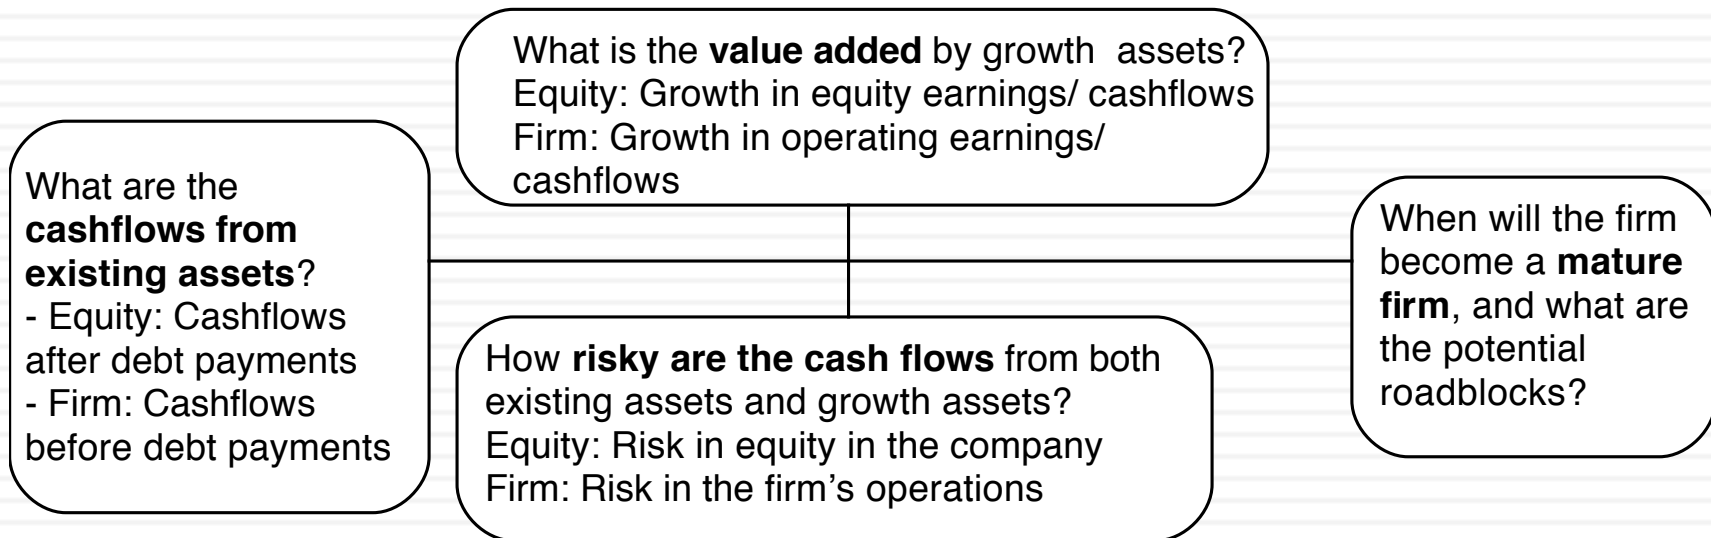 What is the value added by growth assets?
Equity: Growth in equity earnings/ cashflows
Firm: Growth in operating earnings/
cashflows
What are the
cashflows from
existing assets?
- Equity: Cashflows
after debt payments
- Firm: Cashflows
before debt payments
How risky are the cash flows from both
existing assets and growth assets?
Equity: Risk in equity in the company
Firm: Risk in the firm’s operations
When will the firm
become a mature
firm, and what are
the potential
roadblocks?